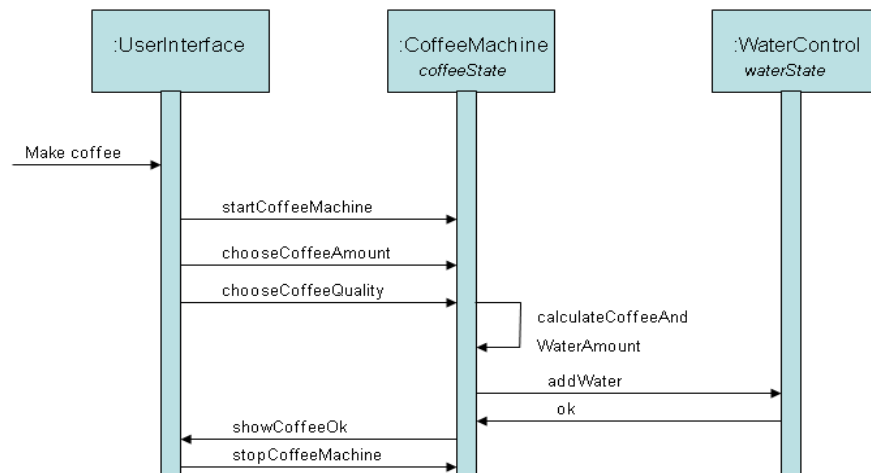 :UserInterface
:CoffeeMachine
coffeeState
:WaterControl
waterState
Make coffee
startCoffeeMachine
chooseCoffeeAmount
chooseCoffeeQuality
calculateCoffeeAnd
WaterAmount
addWater
ok
showCoffeeOk
stopCoffeeMachine